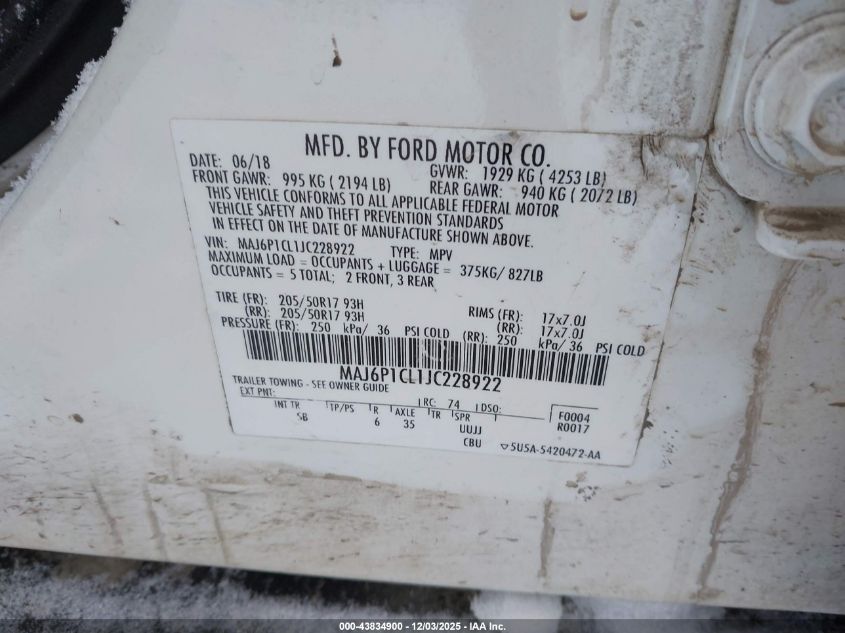 MFD. BY FORD MOTOR CO.
DATE: 06/18 GVWR: 1929 KG ( 4253 LB)
FRONT GAWR: 995 KG ( 2194 LB) REAR GAWR: 940 KG ( 2072 LB)
THIS VEHICLE CONFORMS TO ALL APPLICABLE FEDERAL MOTOR
VEHICLE SAFETY AND THEFT PREVENTION STANDARDS
IN EFFECT ON THE DATE OF MANUFACTURE SHOWN ABOVE.
VIN: MAJ6P1CL1JC228922 TYPE: MPV
MAXIMUM LOAD = OCCUPANTS + LUGGAGE = 375KG/ 827LB
OCCUPANTS = 5 TOTAL; 2 FRONT, 3 REAR
TIRE (FR): 205/50R17 93H RIMS (FR): 17x7.0J
(RR): 205/50R17 93H (RR): 17x7.0J
PRESSURE (FR): 250 kPa/ 36 PSI COLD (RR): 250 kPa/ 36 PSI COLD
MAJ6P1CL1JC228922
TRAILER TOWING - SEE OWNER GUIDE
EXT PNT: RC: 74 DSO: F0004
INT TR TP/PS R AXLE TR SPR R0017
SB 6 35 UUJJ
CBU 5U5A-5420472-AA
000-43834900 - 12/03/2025 - IAA Inc.